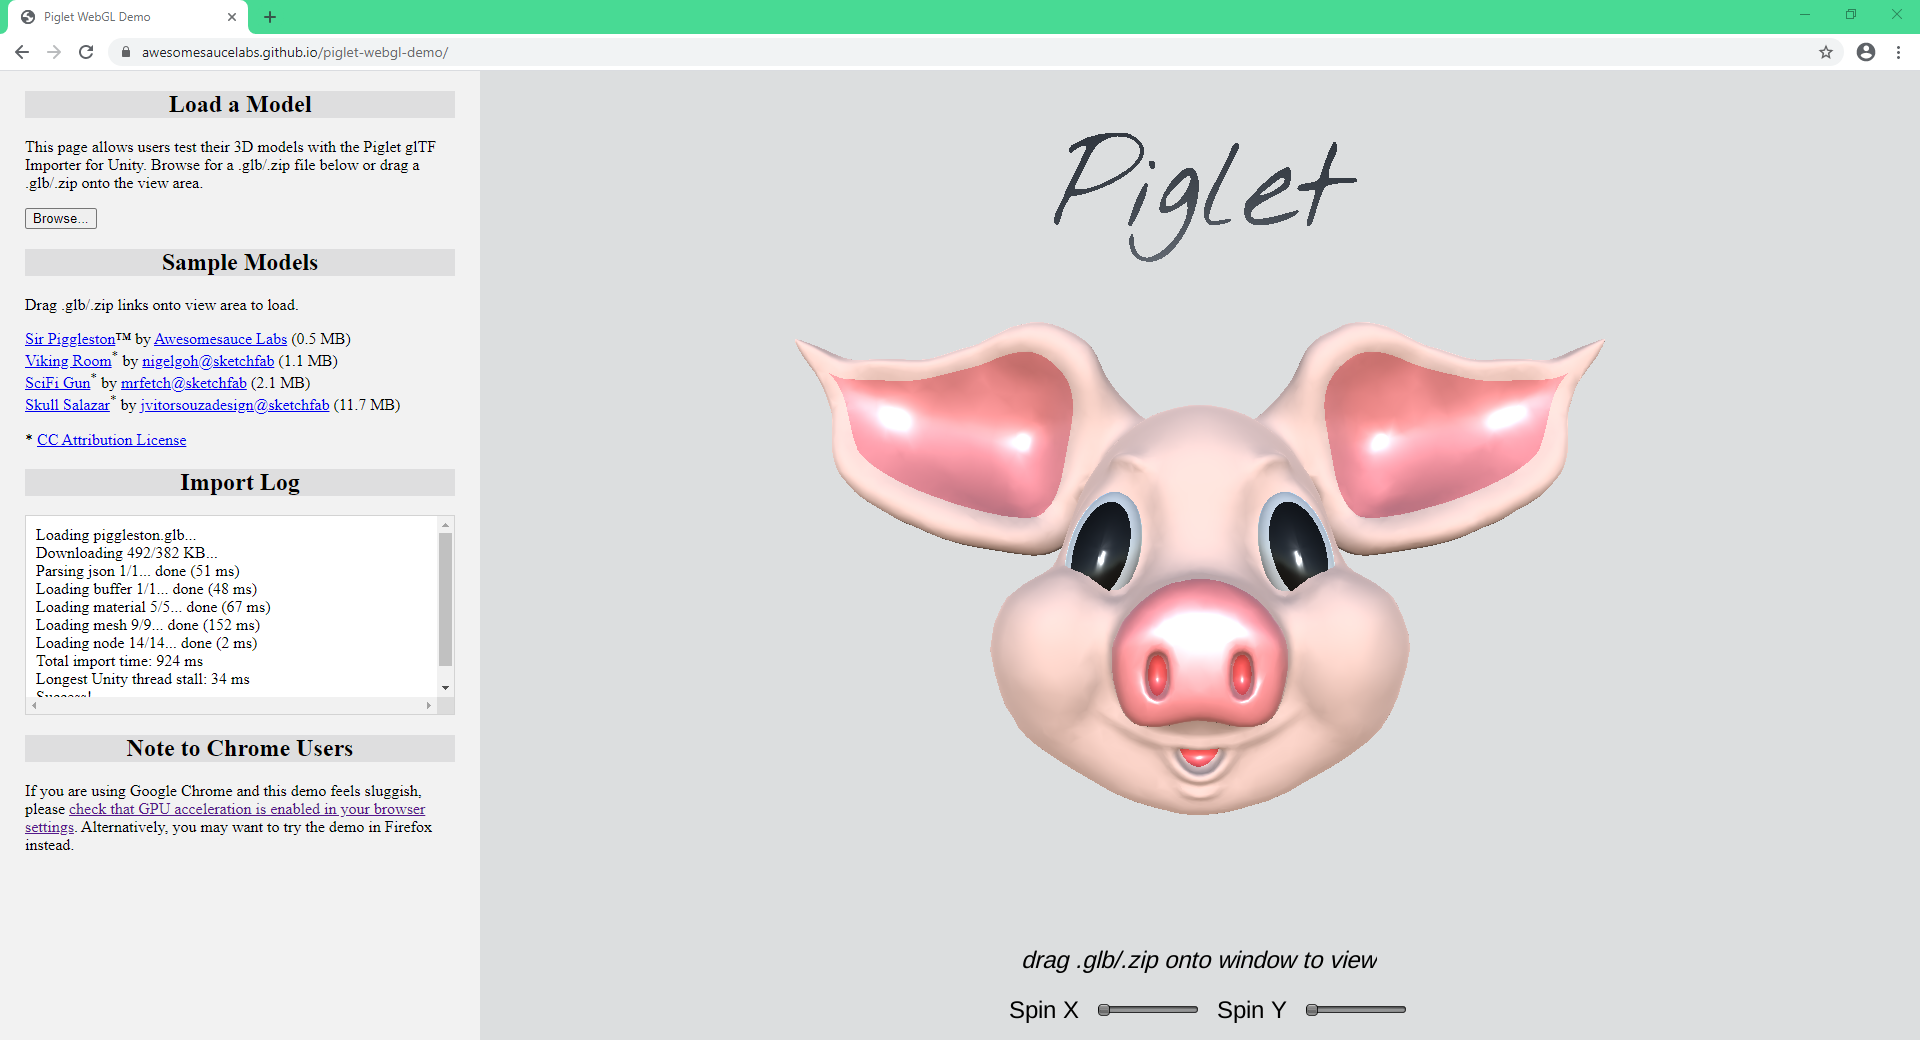 Piglet WebGL Demo
awesomesaucelabs.github.io/piglet-webgl-demo/
Load a Model
This page allows users test their 3D models with the Piglet glTF
Importer for Unity. Browse for a .glb/.zip file below or drag a
.glb/.zip onto the view area.
Browse...
Sample Models
Drag .glb/.zip links onto view area to load.
Sir Piggleston™ by Awesomesauce Labs (0.5 MB)
Viking Room* by nigelgoh@sketchfab (1.1 MB)
SciFi Gun* by mrfetch@sketchfab (2.1 MB)
Skull Salazar* by jvitorsouzadesign@sketchfab (11.7 MB)
* CC Attribution License
Import Log
Loading piggleston.glb...
Downloading 492/382 KB...
Parsing json 1/1... done (51 ms)
Loading buffer 1/1... done (48 ms)
Loading material 5/5... done (67 ms)
Loading mesh 9/9... done (152 ms)
Loading node 14/14... done (2 ms)
Total import time: 924 ms
Longest Unity thread stall: 34 ms
Success!
Note to Chrome Users
If you are using Google Chrome and this demo feels sluggish,
please check that GPU acceleration is enabled in your browser
settings. Alternatively, you may want to try the demo in Firefox
instead.
Piglet
drag .glb/.zip onto window to view
Spin X
Spin Y